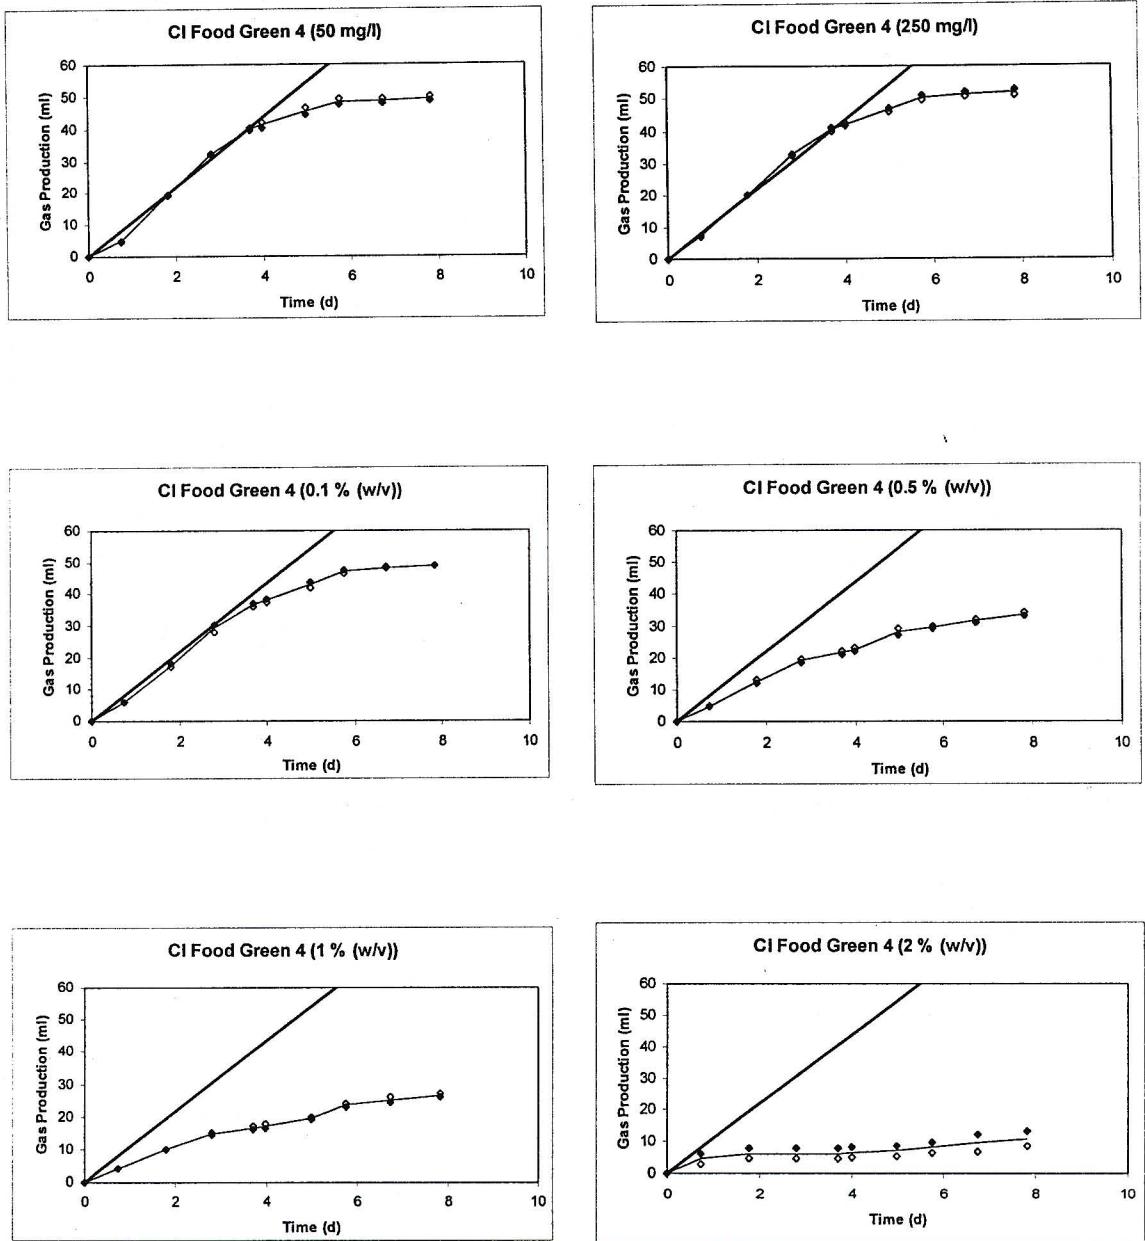 CI Food Green 4 (50 mg/l)
60
50
40
30
20
10
0
Gas Production (ml)
0 2 4 6 8 10
Time (d)
CI Food Green 4 (250 mg/l)
60
50
40
30
20
10
0
Gas Production (ml)
0 2 4 6 8 10
Time (d)
CI Food Green 4 (0.1 % (w/v))
60
50
40
30
20
10
0
Gas Production (ml)
0 2 4 6 8 10
Time (d)
CI Food Green 4 (0.5 % (w/v))
60
50
40
30
20
10
0
Gas Production (ml)
0 2 4 6 8 10
Time (d)
CI Food Green 4 (1 % (w/v))
60
50
40
30
20
10
0
Gas Production (ml)
0 2 4 6 8 10
Time (d)
CI Food Green 4 (2 % (w/v))
60
50
40
30
20
10
0
Gas Production (ml)
0 2 4 6 8 10
Time (d)